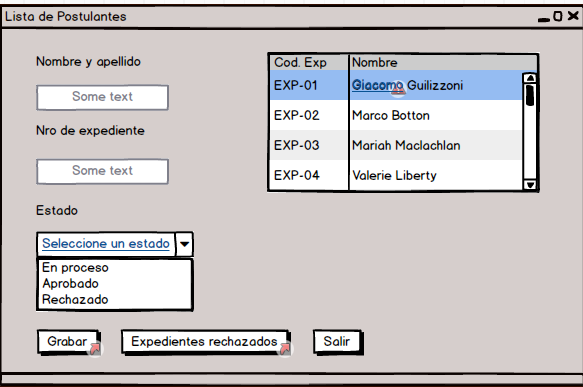 Lista de Postulantes
Nombre y apellido
Some text
Nro de expediente
Some text
Estado
Seleccione un estado
En proceso
Aprobado
Rechazado
Cod. Exp Nombre
EXP-01 Giacomo Guilizzoni
EXP-02 Marco Botton
EXP-03 Mariah Maclachlan
EXP-04 Valerie Liberty
Grabar Expedientes rechazados Salir